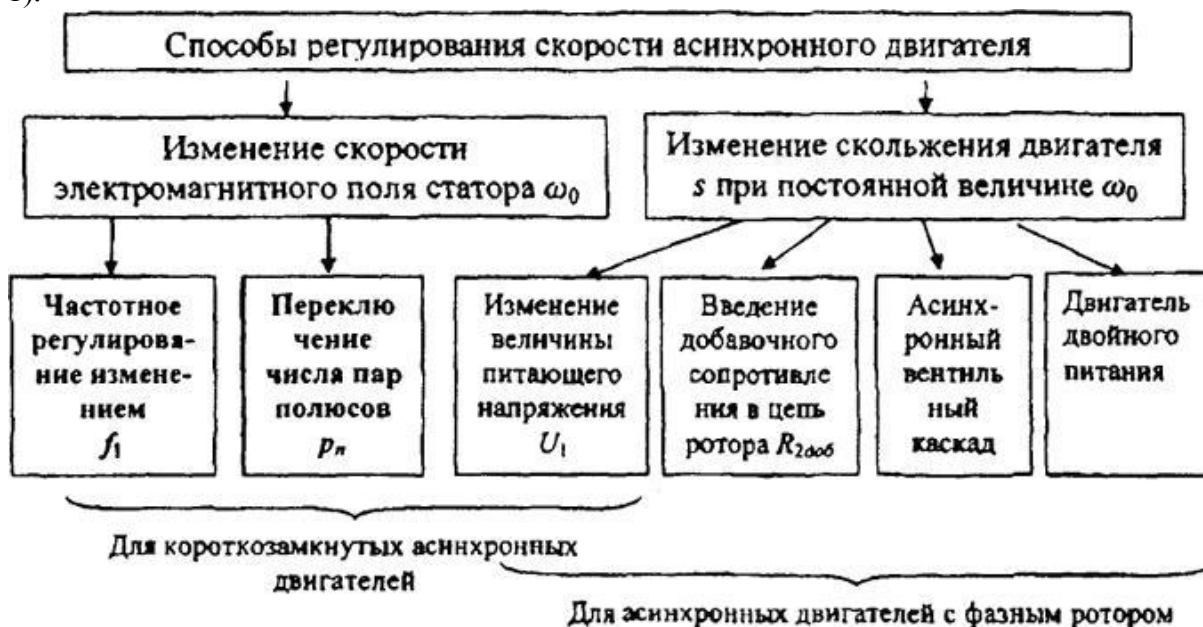 1).
Способы регулирования скорости асинхронного двигателя
Изменение скорости
электромагнитного поля статора ω₀
Изменение скольжения двигателя
s при постоянной величине ω₀
Частотное
регулирова-
ние измене-
нием
f₁
Переклю
чение
числа пар
полюсов
pₙ
Изменение
величины
питающего
напряжения
U₁
Введение
добавочного
сопротивле
ния в цепь
ротора R₂доб
Асинх-
ронный
вентиль
ный
каскад
Двигатель
двойного
питания
Для короткозамкнутых асинхронных
двигателей
Для асинхронных двигателей с фазным ротором